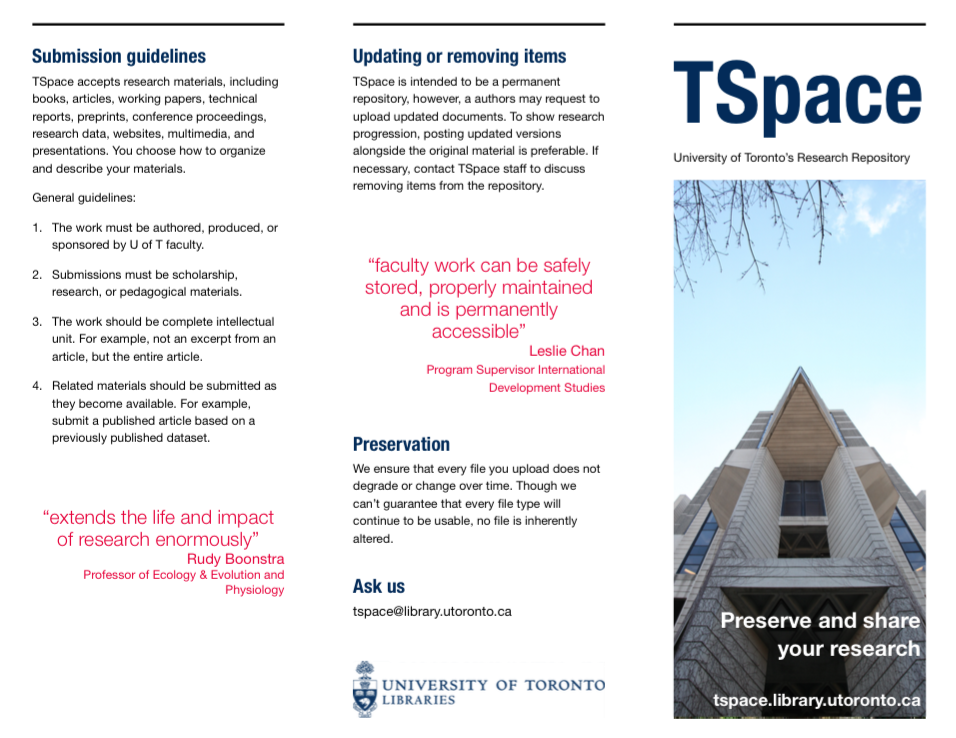 Submission guidelines
TSpace accepts research materials, including
books, articles, working papers, technical
reports, preprints, conference proceedings,
research data, websites, multimedia, and
presentations. You choose how to organize
and describe your materials.
General guidelines:
1. The work must be authored, produced, or
sponsored by U of T faculty.
2. Submissions must be scholarship,
research, or pedagogical materials.
3. The work should be complete intellectual
unit. For example, not an excerpt from an
article, but the entire article.
4. Related materials should be submitted as
they become available. For example,
submit a published article based on a
previously published dataset.
“extends the life and impact
of research enormously”
Rudy Boonstra
Professor of Ecology & Evolution and
Physiology
Updating or removing items
TSpace is intended to be a permanent
repository, however, a authors may request to
upload updated documents. To show research
progression, posting updated versions
alongside the original material is preferable. If
necessary, contact TSpace staff to discuss
removing items from the repository.
“faculty work can be safely
stored, properly maintained
and is permanently
accessible”
Leslie Chan
Program Supervisor International
Development Studies
Preservation
We ensure that every file you upload does not
degrade or change over time. Though we
can’t guarantee that every file type will
continue to be usable, no file is inherently
altered.
Ask us
tspace@library.utoronto.ca
UNIVERSITY OF TORONTO
LIBRARIES
TSpace
University of Toronto’s Research Repository
Preserve and share
your research
tspace.library.utoronto.ca